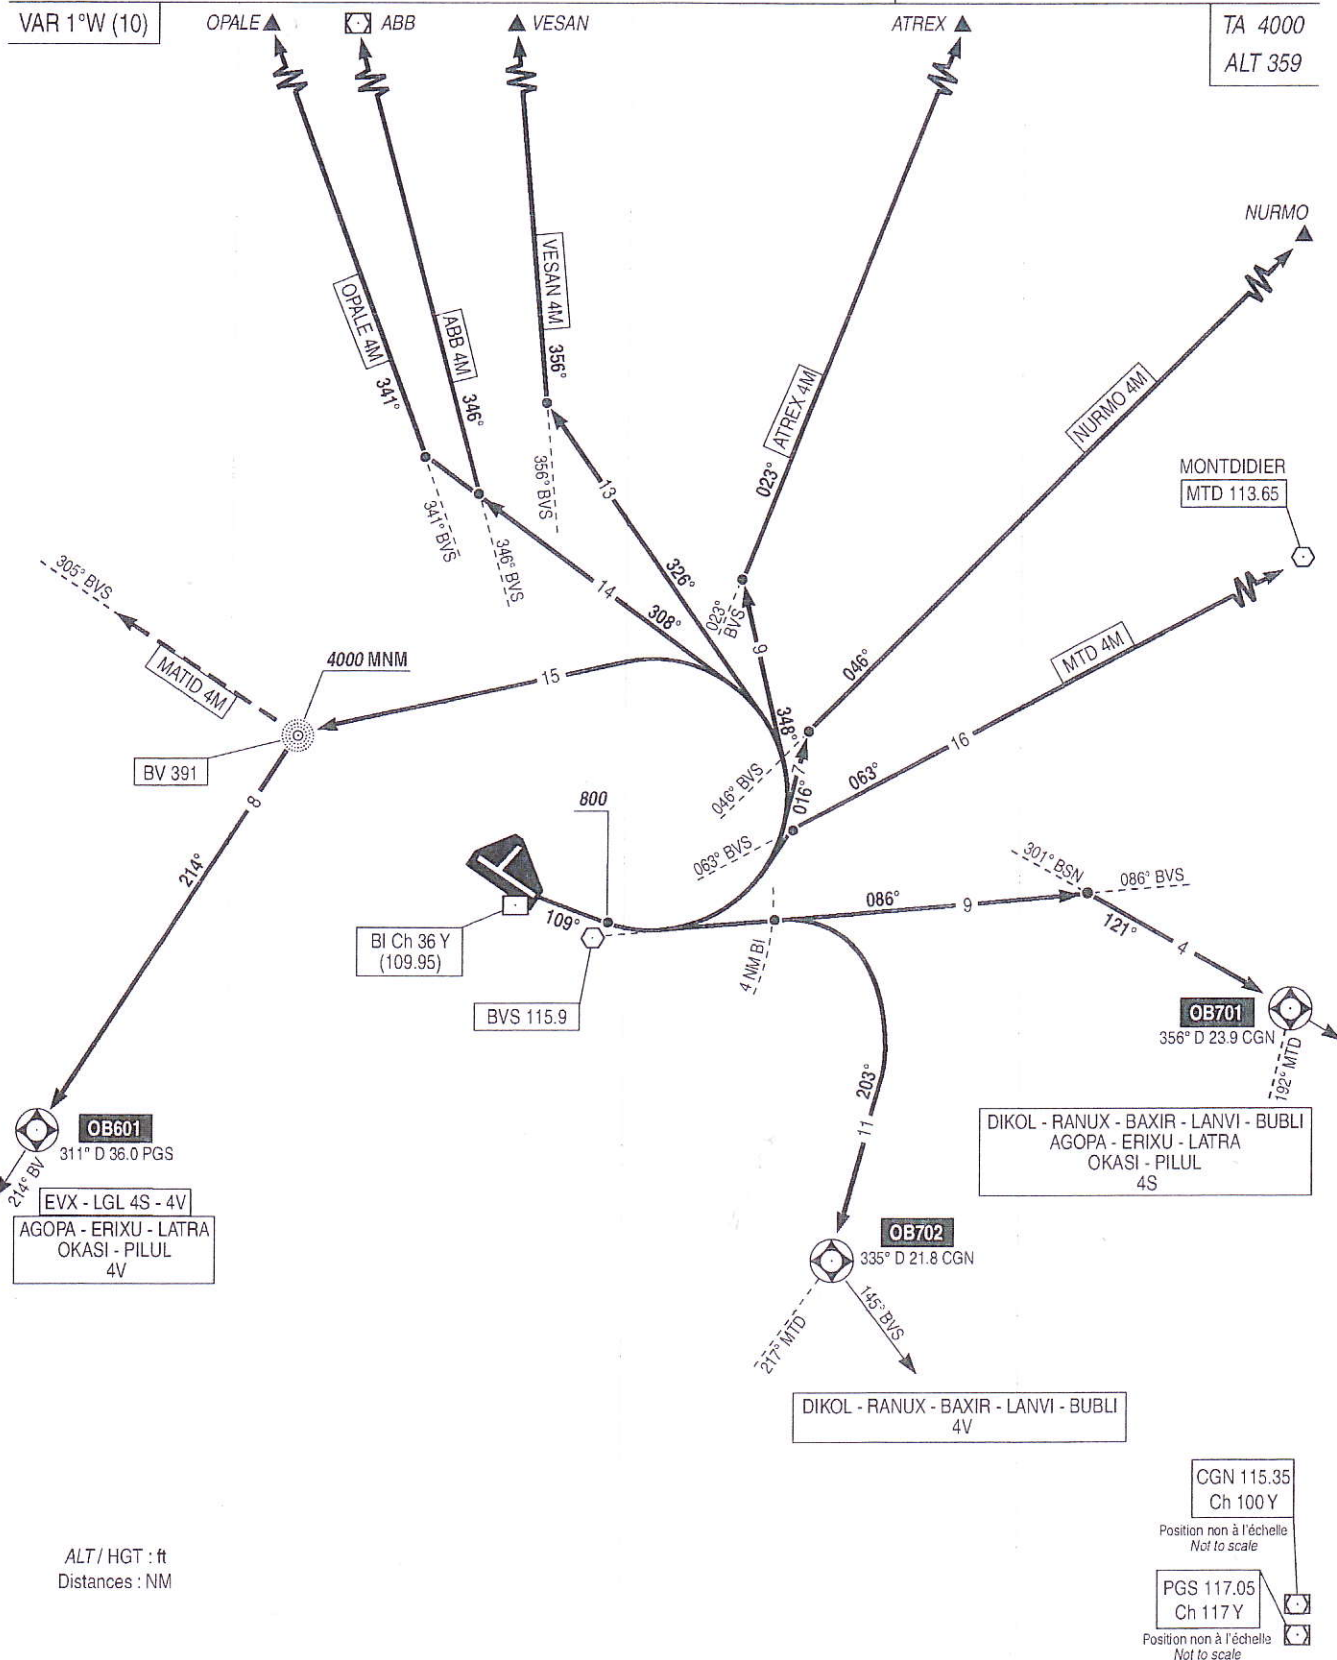 VAR 1°W (10)
OPALE
ABB
VESAN
ATREX
TA 4000
ALT 359
NURMO
OPALE 4M
341°
ABB 4M
346°
VESAN 4M
356°
ATREX 4M
023°
NURMO 4M
046°
MONTDIDIER
MTD 113.65
341° BVS
346° BVS
356° BVS
13
326°
14
308°
023°
BVS
9
348°
305° BVS
MATID 4M
4000 MNM
15
BV 391
MTD 4M
16
063°
046° BVS
7
016°
063° BVS
8
214°
800
109°
BI Ch 36 Y
(109.95)
BVS 115.9
4 NM BI
086°
9
301° BSN
086° BVS
121°
4
OB701
356° D 23.9 CGN
192° MTD
DIKOL - RANUX - BAXIR - LANVI - BUBLI
AGOPA - ERIXU - LATRA
OKASI - PILUL
4S
203°
11
OB601
311° D 36.0 PGS
214° BV
EVX - LGL 4S - 4V
AGOPA - ERIXU - LATRA
OKASI - PILUL
4V
OB702
335° D 21.8 CGN
217° MTD
145° BVS
DIKOL - RANUX - BAXIR - LANVI - BUBLI
4V
CGN 115.35
Ch 100 Y
Position non à l'échelle
Not to scale
PGS 117.05
Ch 117 Y
Position non à l'échelle
Not to scale
ALT / HGT : ft
Distances : NM